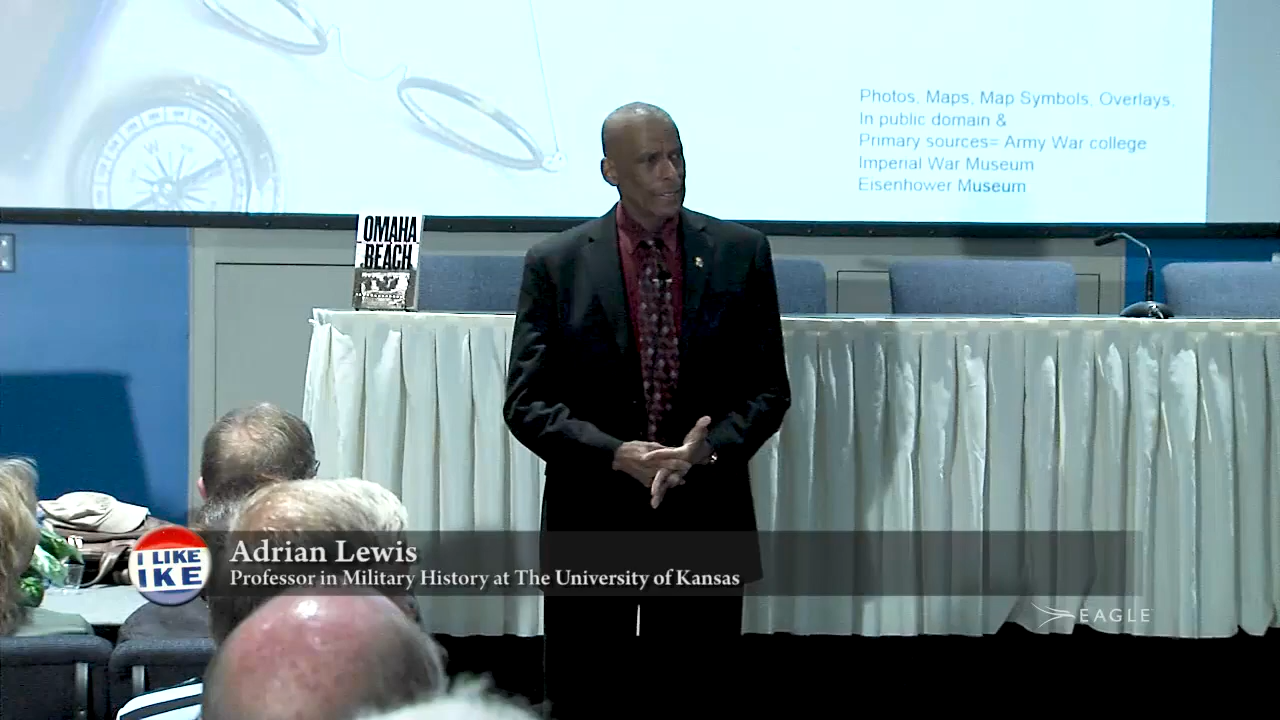 Photos, Maps, Map Symbols, Overlays,
In public domain &
Primary sources= Army War college
Imperial War Museum
Eisenhower Museum
OMAHA
BEACH
I LIKE
IKE
Adrian Lewis
Professor in Military History at The University of Kansas
EAGLE